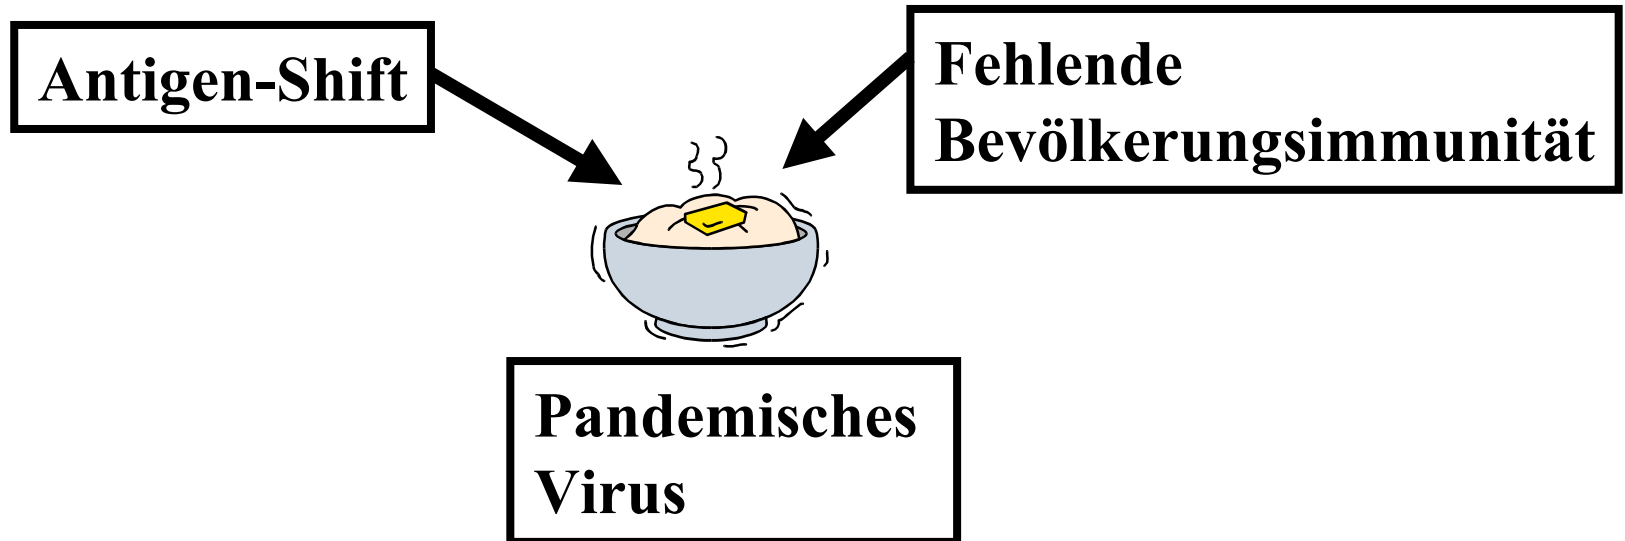 Antigen-Shift
Fehlende
Bevölkerungsimmunität
Pandemisches
Virus